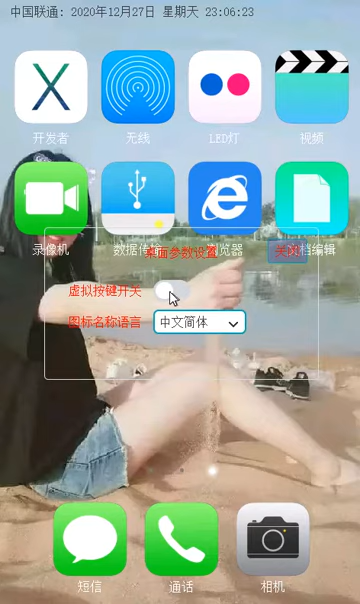 中国联通: 2020年12月27日 星期天 23:06:23
开发者 无线 LED灯 视频
录像机 数据传输 浏览器 文档编辑
桌面参数设置 关闭
虚拟按键开关
图标名称语言 中文简体
短信 通话 相机